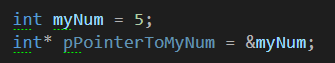 int myNum = 5;
int* pPointerToMyNum = &myNum;